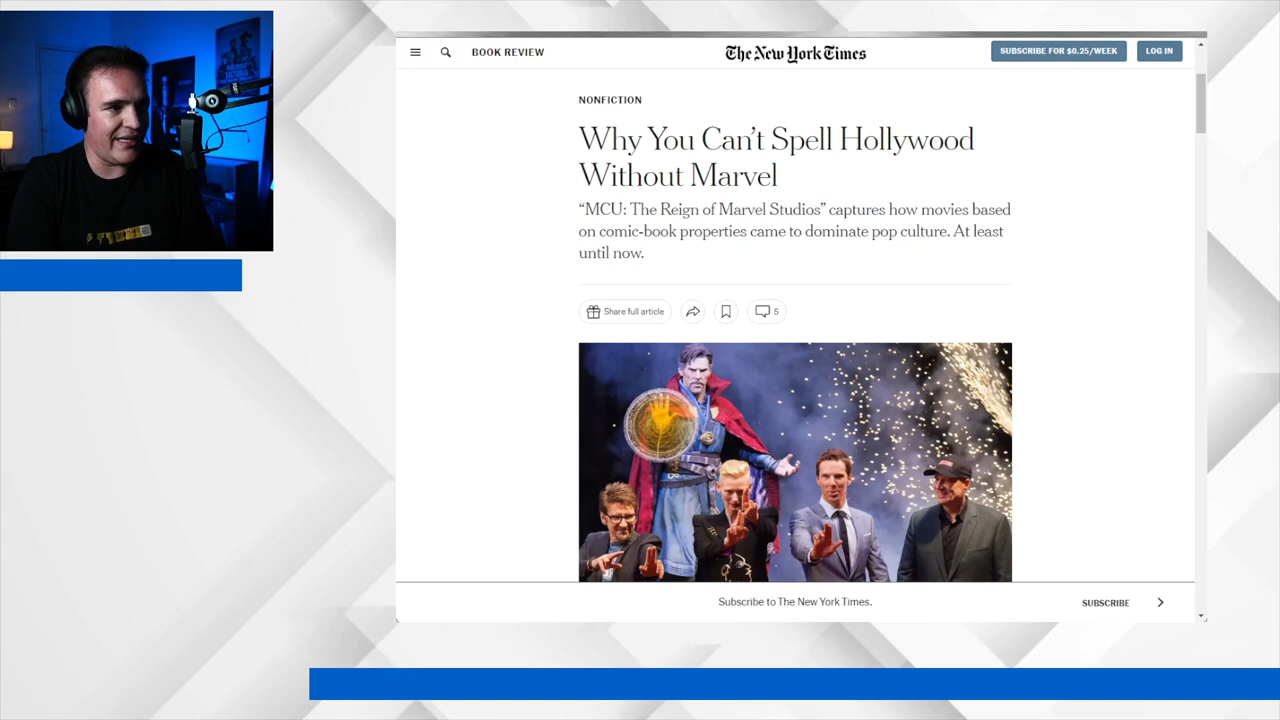 BOOK REVIEW
The New York Times
SUBSCRIBE FOR $0.25/WEEK
LOG IN
NONFICTION
Why You Can't Spell Hollywood
Without Marvel
“MCU: The Reign of Marvel Studios” captures how movies based
on comic-book properties came to dominate pop culture. At least
until now.
Share full article
5
Subscribe to The New York Times.
SUBSCRIBE